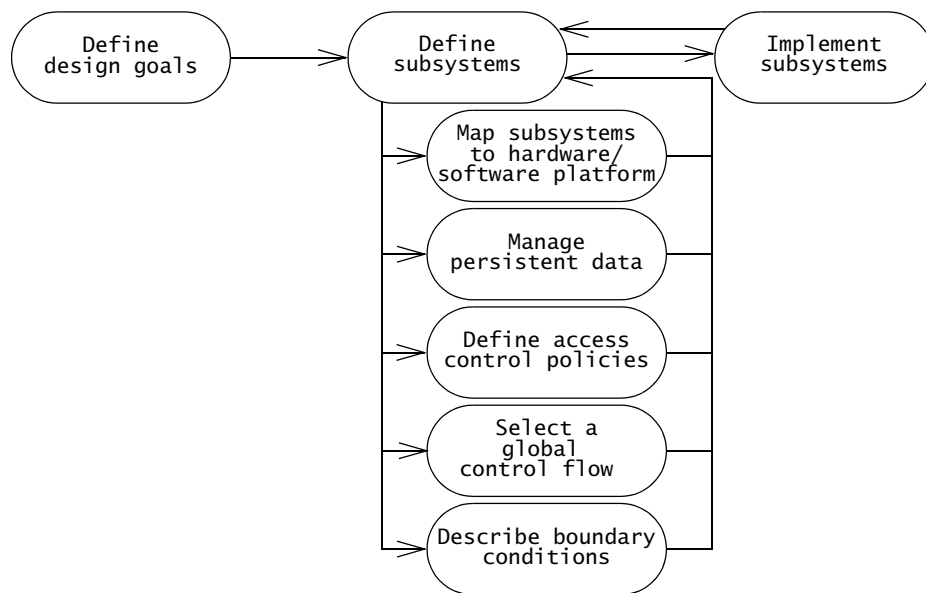 Define
design goals
Define
subsystems
Implement
subsystems
Map subsystems
to hardware/
software platform
Manage
persistent data
Define access
control policies
Select a
global
control flow
Describe boundary
conditions